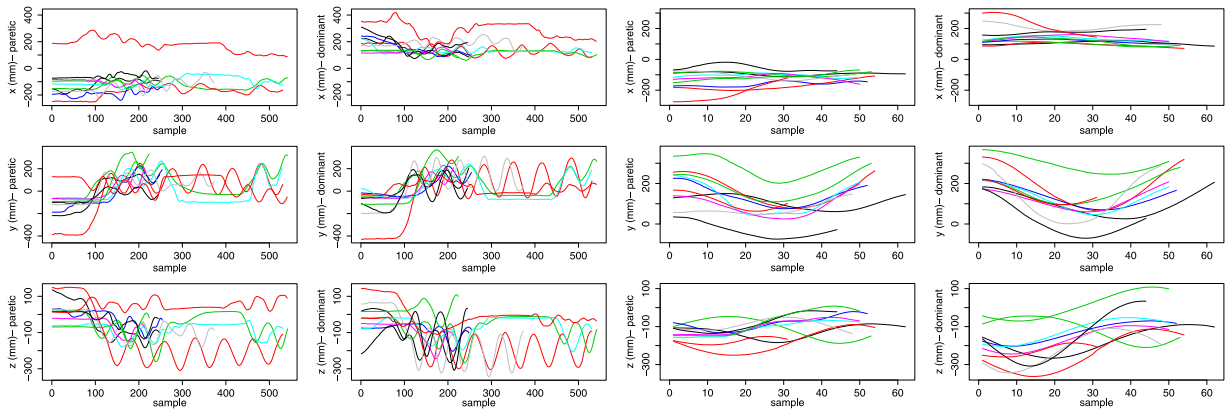 x (mm)− paretic
−200 0 200 400
0 100 200 300 400 500
sample
x (mm)− dominant
−200 0 200 400
0 100 200 300 400 500
sample
x (mm)− paretic
−200 0
0 10 20 30 40 50 60
sample
x (mm)− dominant
−200 0 200
0 10 20 30 40 50 60
sample
y (mm)− paretic
−400 0 200
0 100 200 300 400 500
sample
y (mm)− dominant
−400 0 200
0 100 200 300 400 500
sample
y (mm)− paretic
0 200
0 10 20 30 40 50 60
sample
y (mm)− dominant
0 200
0 10 20 30 40 50 60
sample
z (mm)− paretic
−300 −100 100
0 100 200 300 400 500
sample
z (mm)− dominant
−300 −100 100
0 100 200 300 400 500
sample
z (mm)− paretic
−300 −100 100
0 10 20 30 40 50 60
sample
z (mm)− dominant
−300 −100 100
0 10 20 30 40 50 60
sample